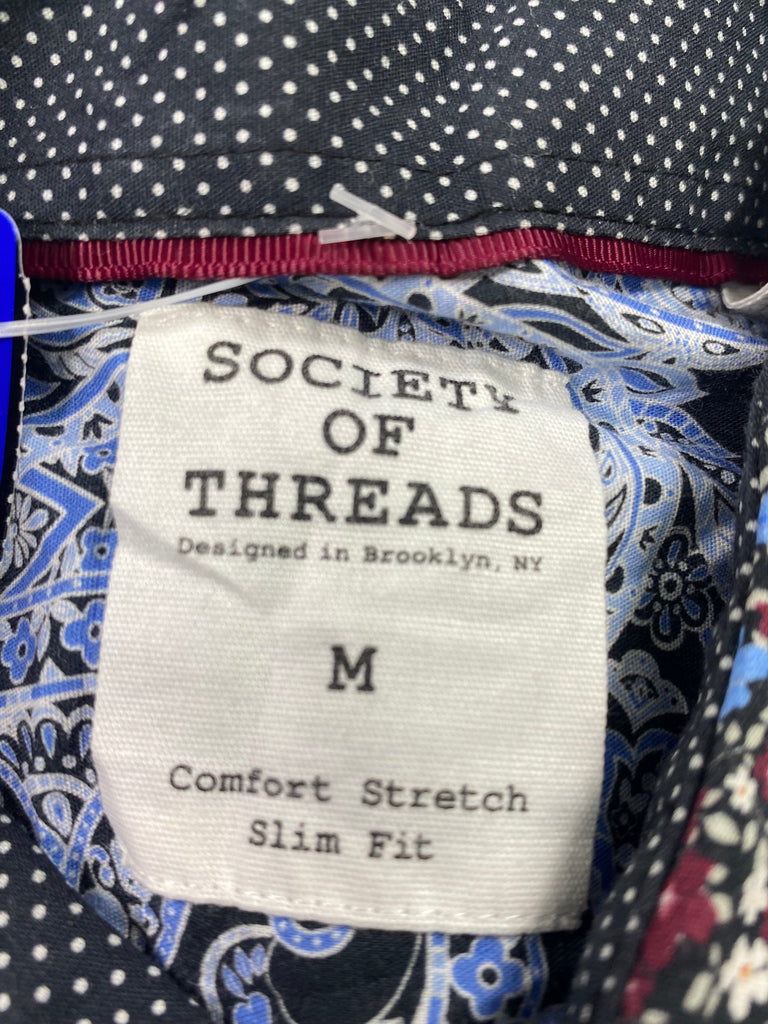 SOCIETY
OF
THREADS
Designed in Brooklyn, NY
M
Comfort Stretch
Slim Fit